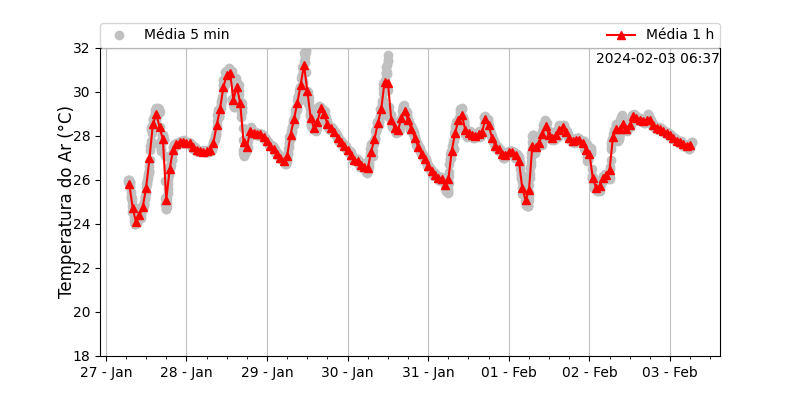 Média 5 min
Média 1 h
2024-02-03 06:37
Temperatura do Ar (°C)
32
30
28
26
24
22
20
18
27 - Jan
28 - Jan
29 - Jan
30 - Jan
31 - Jan
01 - Feb
02 - Feb
03 - Feb